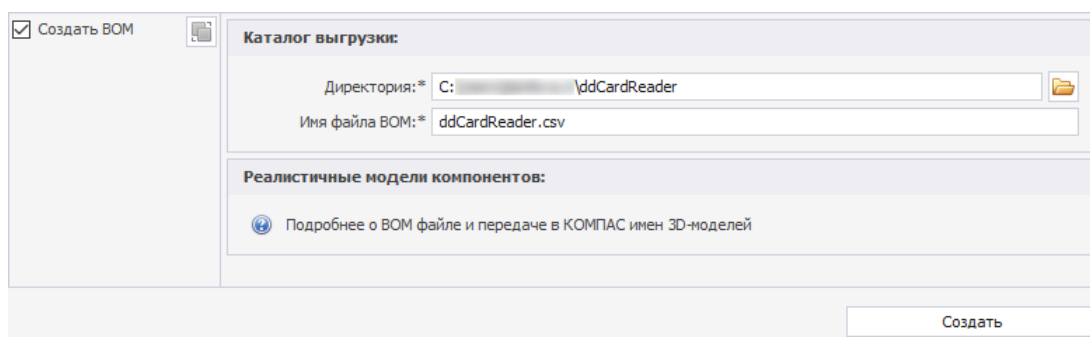 Создать BOM
Каталог выгрузки:
Директория:* C: \ddCardReader
Имя файла BOM:* ddCardReader.csv
Реалистичные модели компонентов:
Подробнее о BOM файле и передаче в КОМПАС имен 3D-моделей
Создать